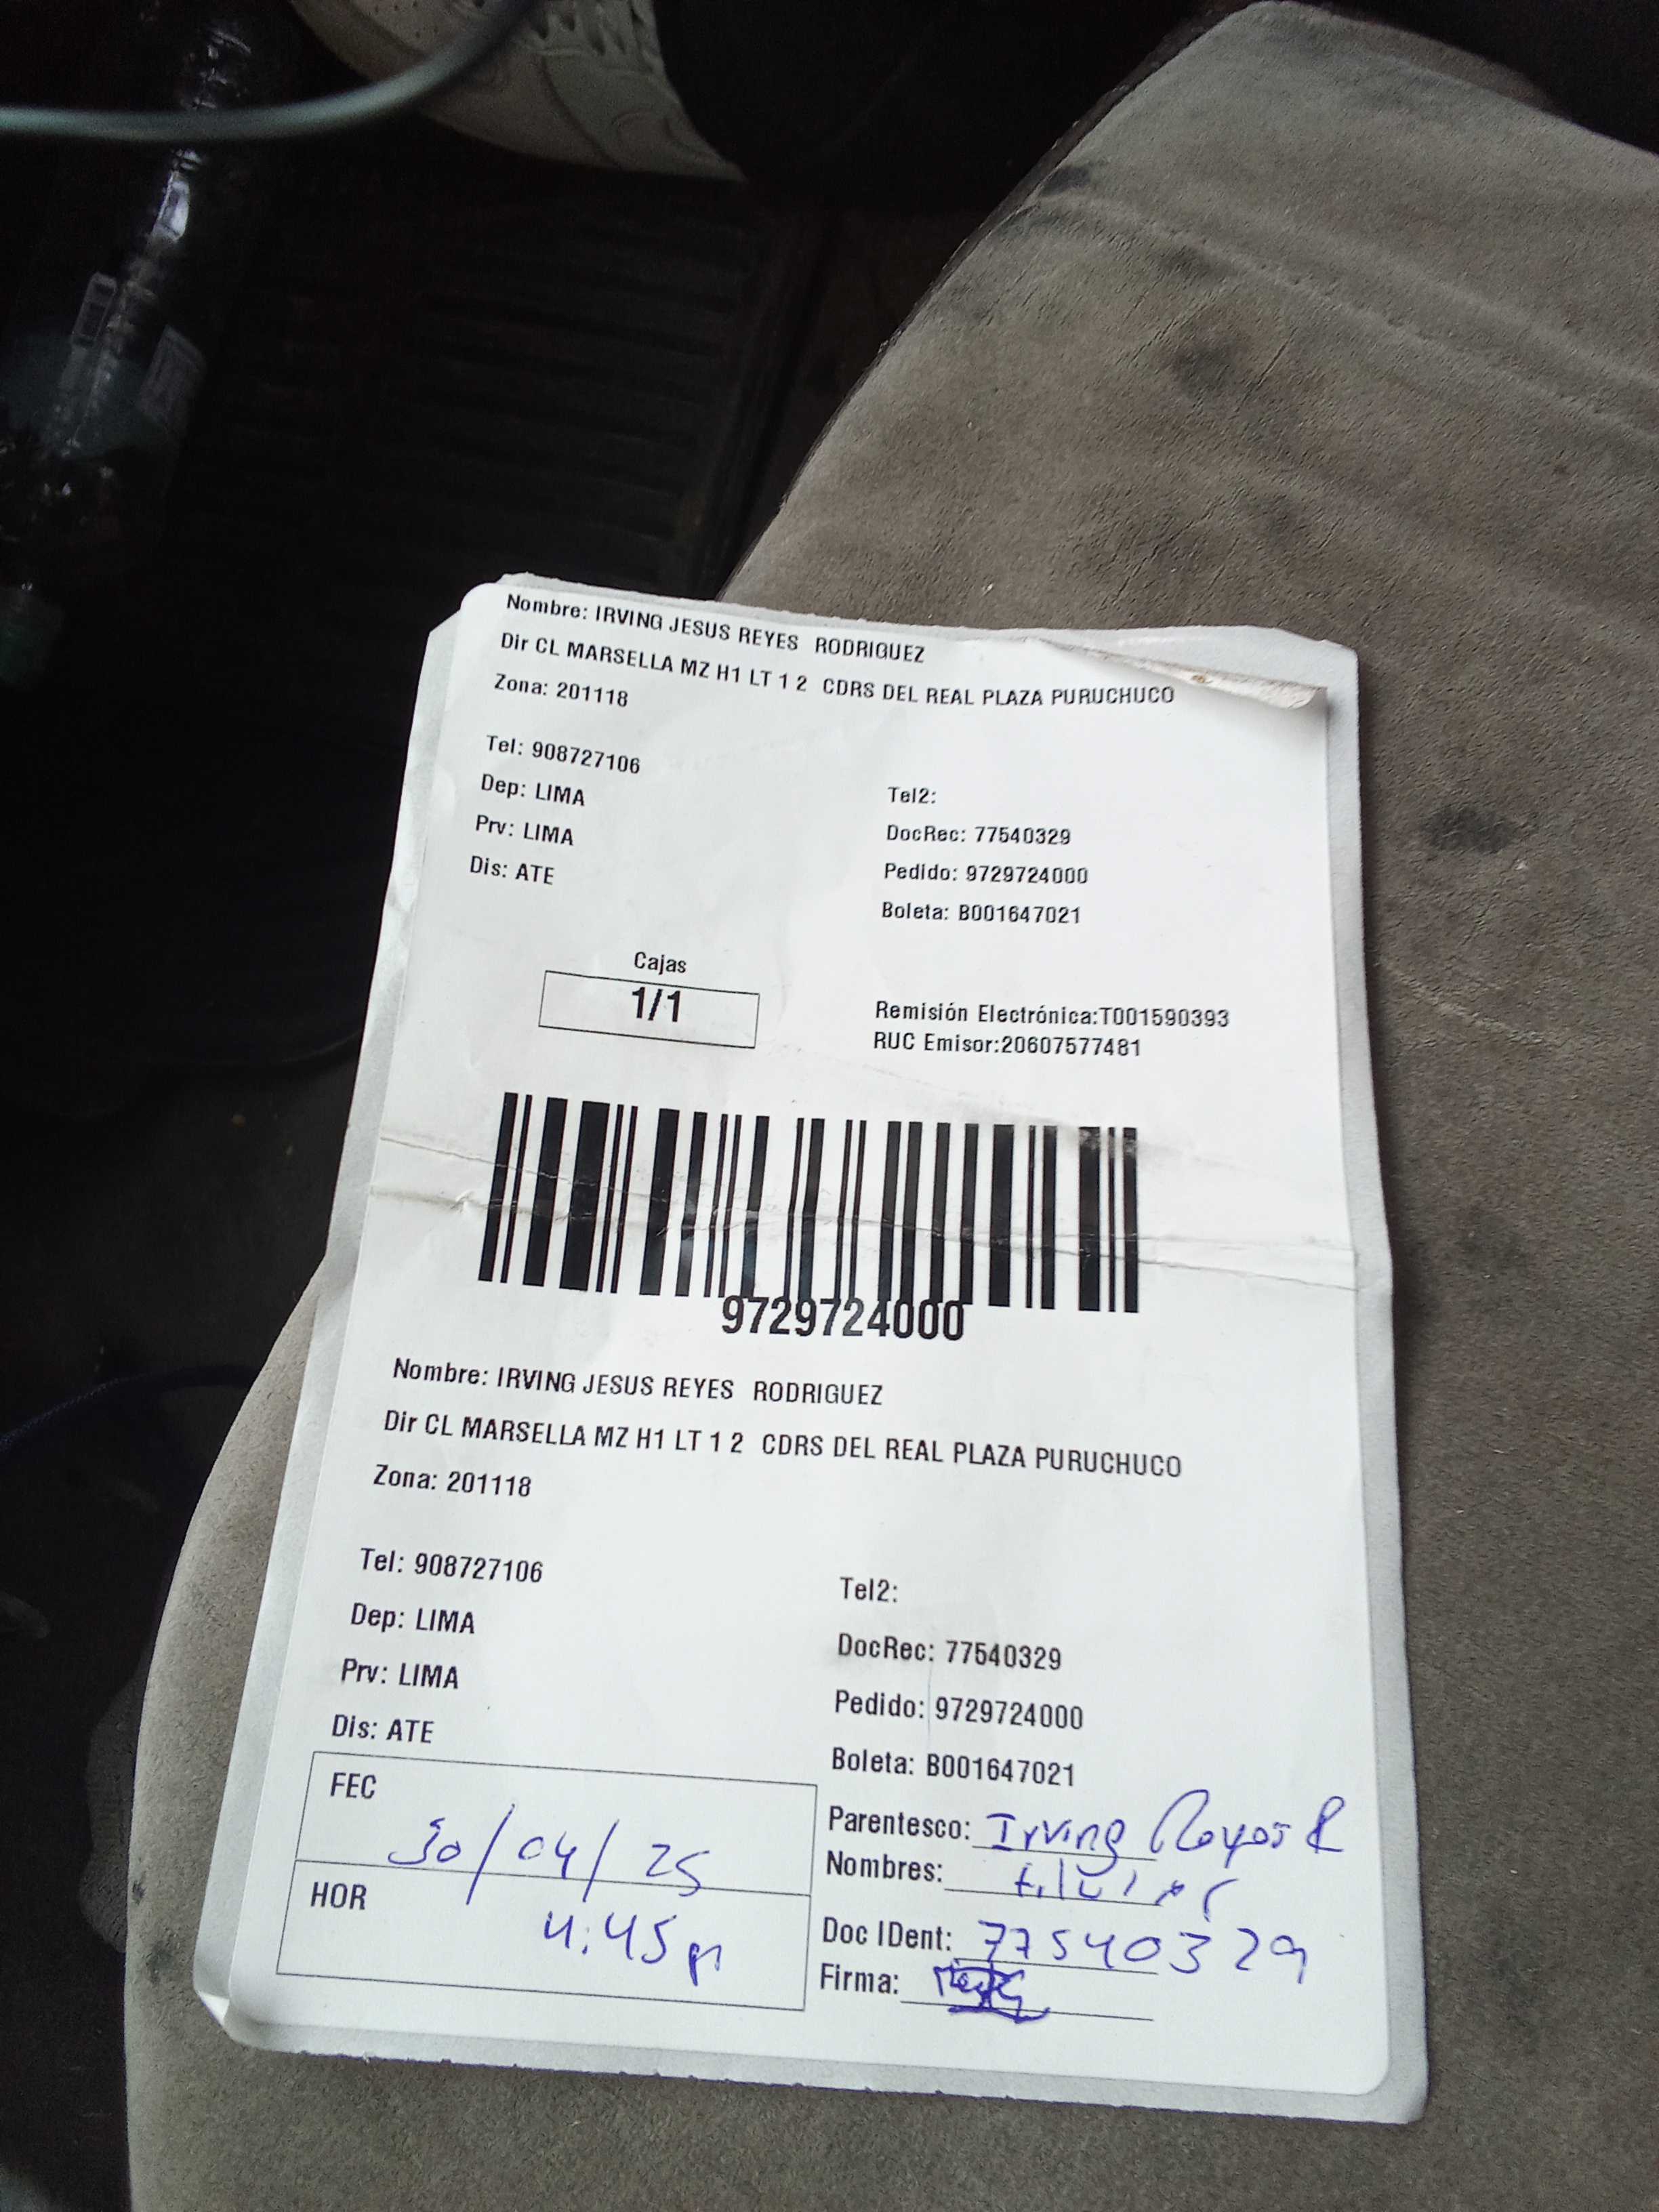 Nombre: IRVING JESUS REYES RODRIGUEZ
Dir CL MARSELLA MZ H1 LT 1 2 CDRS DEL REAL PLAZA PURUCHUCO
Zona: 201118
Tel: 908727106
Tel2:
Dep: LIMA
DocRec: 77540329
Prv: LIMA
Pedido: 9729724000
Dis: ATE
Boleta: B001647021
Cajas
1/1
Remisión Electrónica:T001590393
RUC Emisor:20607577481
9729724000
Nombre: IRVING JESUS REYES RODRIGUEZ
Dir CL MARSELLA MZ H1 LT 1 2 CDRS DEL REAL PLAZA PURUCHUCO
Zona: 201118
Tel: 908727106
Tel2:
Dep: LIMA
DocRec: 77540329
Prv: LIMA
Pedido: 9729724000
Dis: ATE
Boleta: B001647021
FEC
30/04/25
HOR
4:45 p
Parentesco: Irving Reyes R
Nombres: titular
Doc IDent: 77540329
Firma: